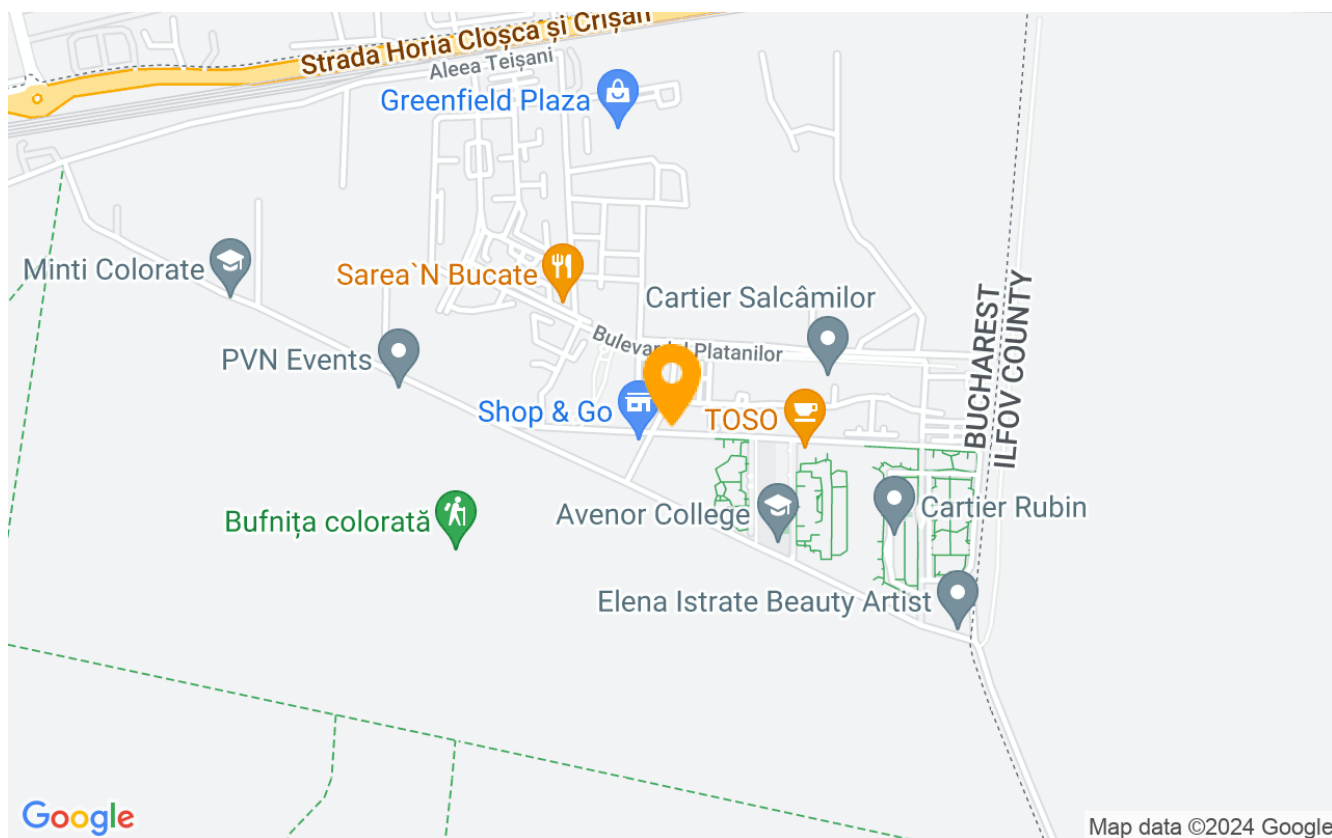 Strada Horia Cloșca și Crișan
Aleea Teișani
Greenfield Plaza
Minti Colorate
Sarea`N Bucate
Cartier Salcâmilor
BUCHAREST
ILFOV COUNTY
PVN Events
Bulevardul Platanilor
Shop & Go
TOSO
Bufnița colorată
Avenor College
Cartier Rubin
Elena Istrate Beauty Artist
Google
Map data ©2024 Google